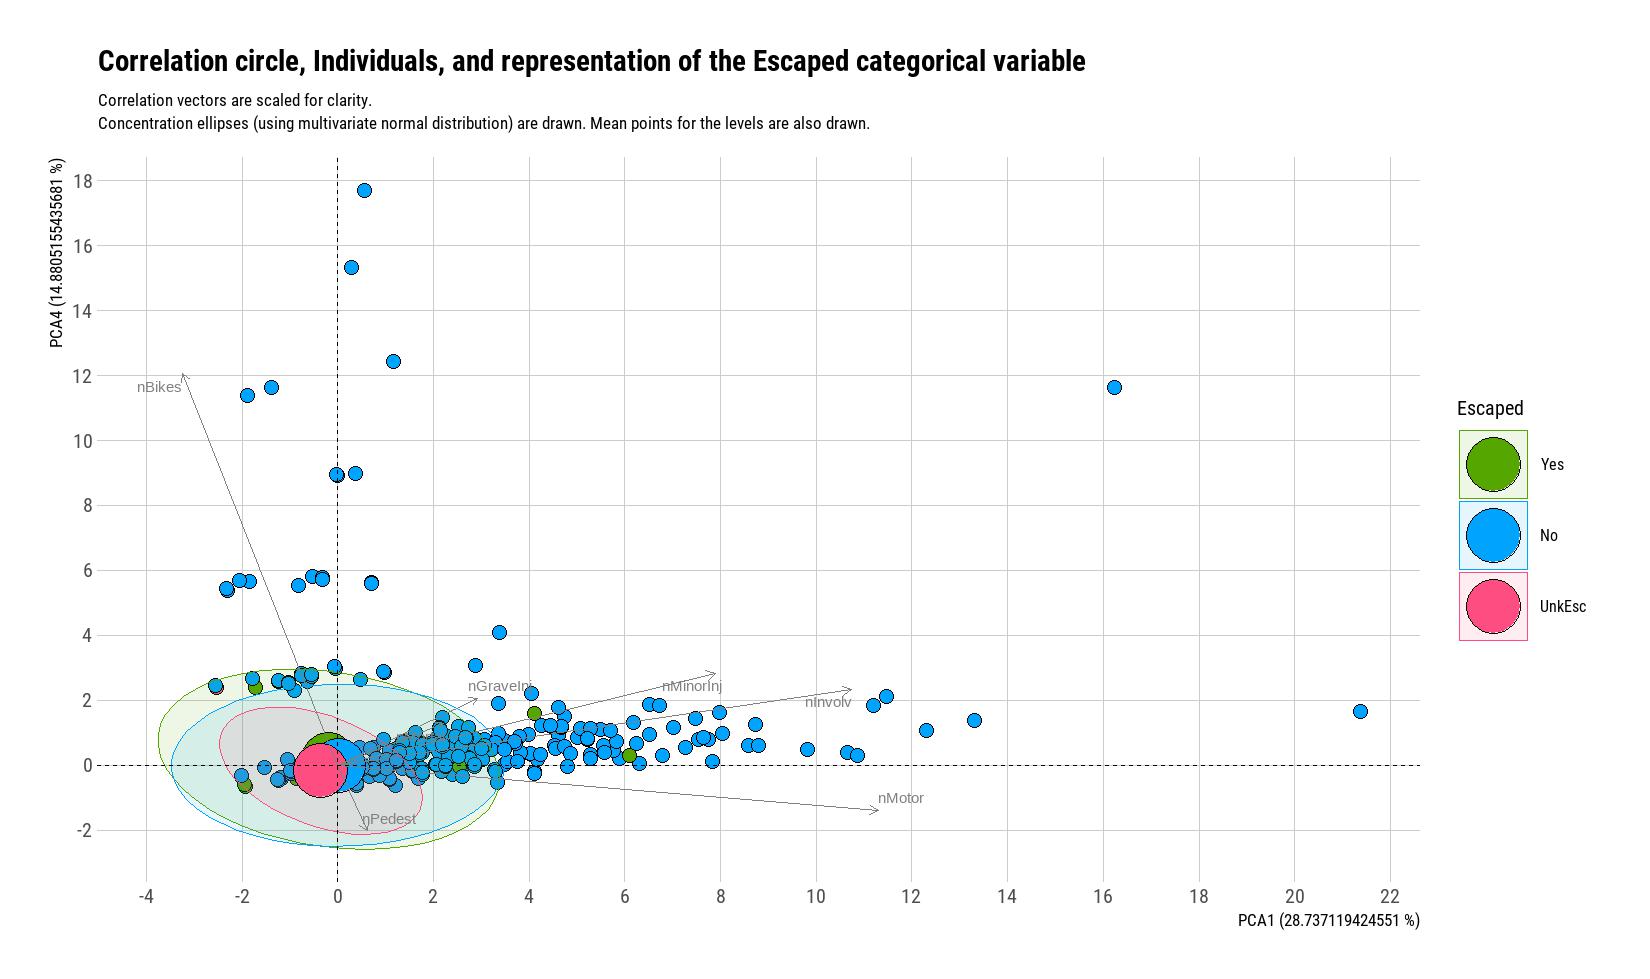 Correlation circle, Individuals, and representation of the Escaped categorical variable
Correlation vectors are scaled for clarity.
Concentration ellipses (using multivariate normal distribution) are drawn. Mean points for the levels are also drawn.
PCA4 (14.8805155435681 %)
18
16
14
12
10
8
6
4
2
0
-2
nBikes
nGraveInj
nMinorInj
nInvolv
nMotor
nPedest
-4
-2
0
2
4
6
8
10
12
14
16
18
20
22
PCA1 (28.737119424551 %)
Escaped
Yes
No
UnkEsc